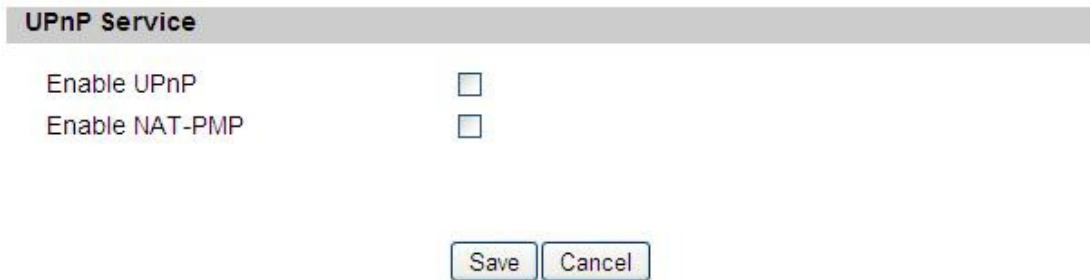 UPnP Service
Enable UPnP
Enable NAT-PMP
Save Cancel